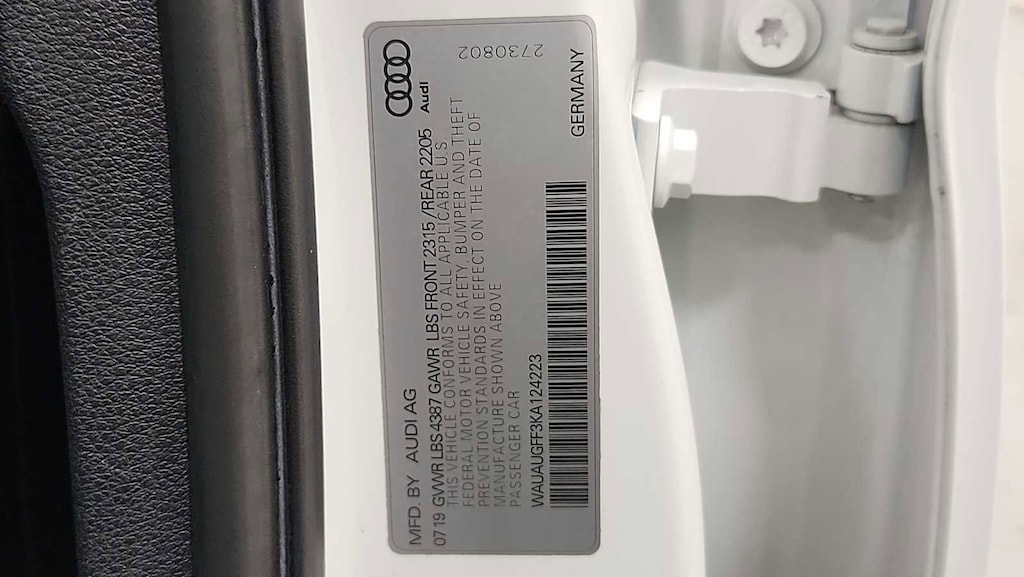 MFD. BY AUDI AG
Audi
07 19 GVWR LBS 4387 GAWR LBS FRONT 2315 / REAR 2205
THIS VEHICLE CONFORMS TO ALL APPLICABLE U S
FEDERAL MOTOR VEHICLE SAFETY, BUMPER AND THEFT
PREVENTION STANDARDS IN EFFECT ON THE DATE OF
MANUFACTURE SHOWN ABOVE
PASSENGER CAR
WAUAUGFF3KA124223
2730802
GERMANY